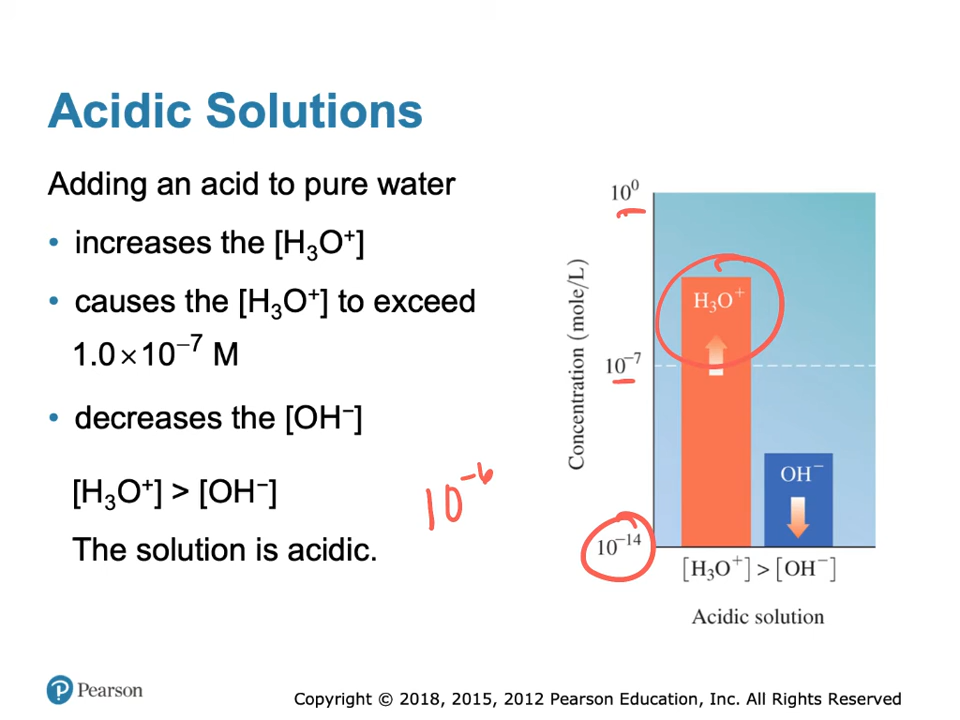 Acidic Solutions
Adding an acid to pure water
• increases the [H₃O⁺]
• causes the [H₃O⁺] to exceed
1.0×10⁻⁷ M
• decreases the [OH⁻]
[H₃O⁺] > [OH⁻]
The solution is acidic.
10⁻⁶
Concentration (mole/L)
10⁰
10⁻⁷
10⁻¹⁴
H₃O⁺
OH⁻
[H₃O⁺] > [OH⁻]
Acidic solution
P Pearson
Copyright © 2018, 2015, 2012 Pearson Education, Inc. All Rights Reserved